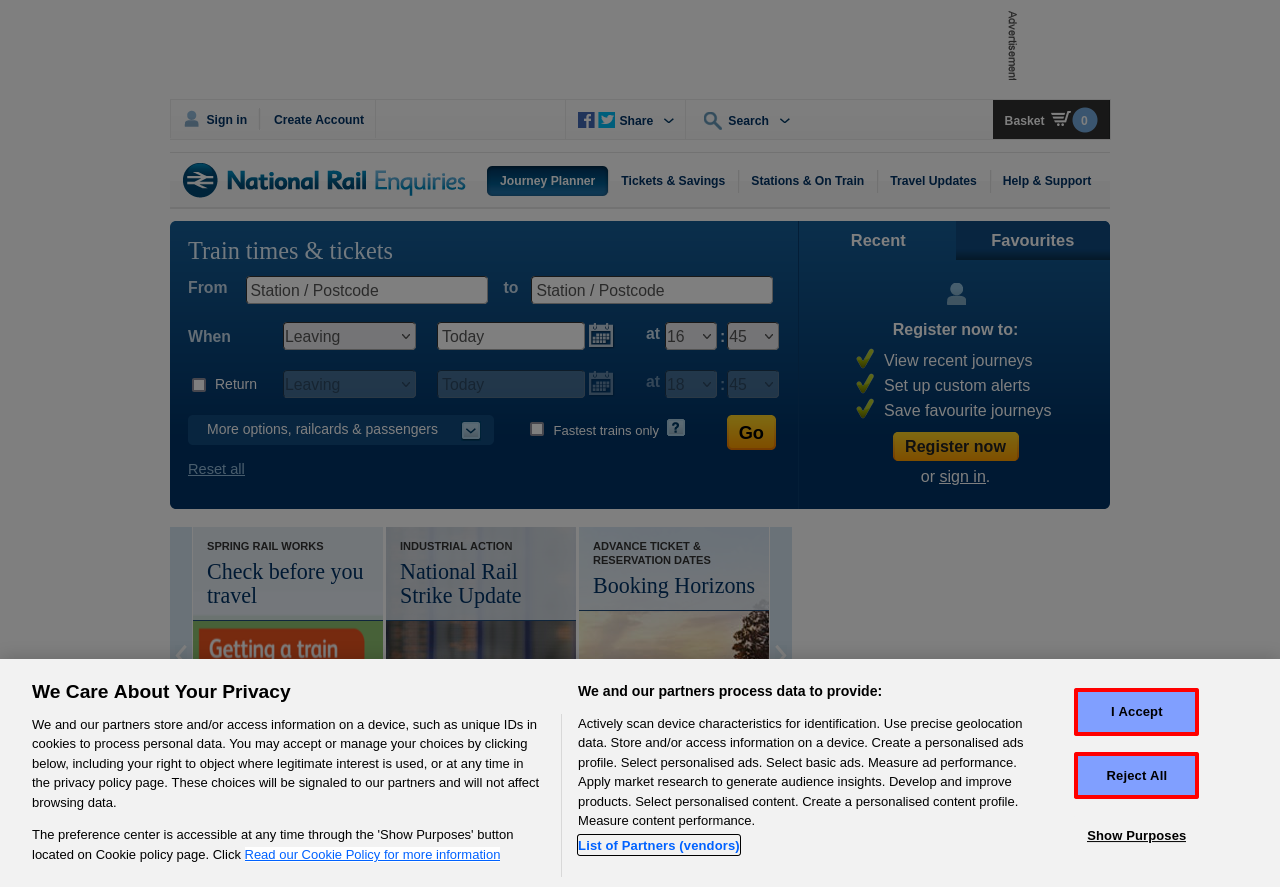 Advertisement
Sign in
Create Account
Share
Search
Basket 0
National Rail Enquiries
Journey Planner
Tickets & Savings
Stations & On Train
Travel Updates
Help & Support
Train times & tickets
From Station / Postcode to Station / Postcode
When Leaving Today at 16 : 45
Return Leaving Today at 18 : 45
More options, railcards & passengers
Fastest trains only ?
Go
Reset all
Recent
Favourites
Register now to:
View recent journeys
Set up custom alerts
Save favourite journeys
Register now
or sign in.
SPRING RAIL WORKS
Check before you
travel
Getting a train
INDUSTRIAL ACTION
National Rail
Strike Update
ADVANCE TICKET &
RESERVATION DATES
Booking Horizons
We Care About Your Privacy
We and our partners store and/or access information on a device, such as unique IDs in
cookies to process personal data. You may accept or manage your choices by clicking
below, including your right to object where legitimate interest is used, or at any time in
the privacy policy page. These choices will be signaled to our partners and will not affect
browsing data.
The preference center is accessible at any time through the 'Show Purposes' button
located on Cookie policy page. Click Read our Cookie Policy for more information
We and our partners process data to provide:
Actively scan device characteristics for identification. Use precise geolocation
data. Store and/or access information on a device. Create a personalised ads
profile. Select personalised ads. Select basic ads. Measure ad performance.
Apply market research to generate audience insights. Develop and improve
products. Select personalised content. Create a personalised content profile.
Measure content performance.
List of Partners (vendors)
I Accept
Reject All
Show Purposes